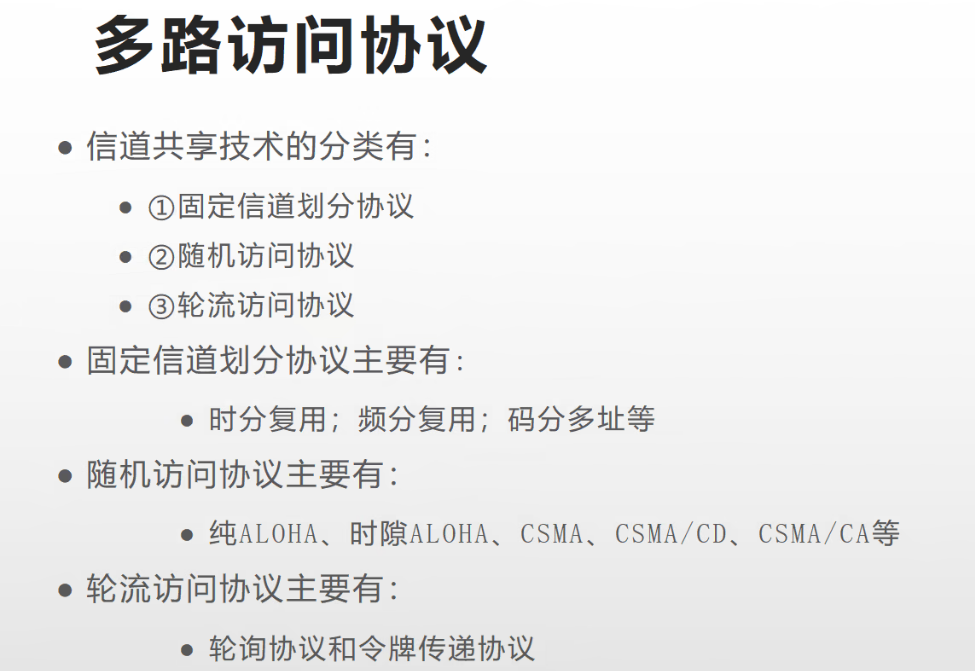 多路访问协议
● 信道共享技术的分类有：
● ①固定信道划分协议
● ②随机访问协议
● ③轮流访问协议
● 固定信道划分协议主要有：
● 时分复用；频分复用；码分多址等
● 随机访问协议主要有：
● 纯ALOHA、时隙ALOHA、CSMA、CSMA/CD、CSMA/CA等
● 轮流访问协议主要有：
● 轮询协议和令牌传递协议